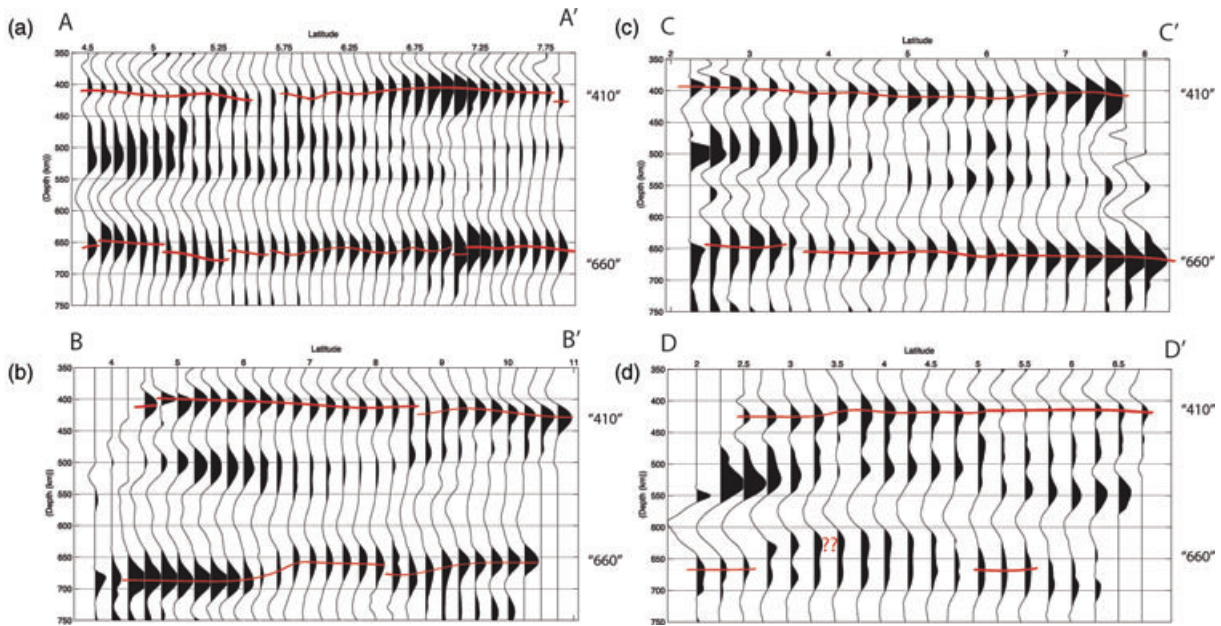 (a)
A
A'
Latitude
4.5 5 5.25 5.75 6.25 6.75 7.25 7.75
350
400
450
500
550
600
650
700
750
(Depth (km))
"410"
"660"
(c)
C
C'
Latitude
2 3 4 5 6 7 8
350
400
450
500
550
600
650
700
750
(Depth (km))
"410"
"660"
(b)
B
B'
Latitude
4 5 6 7 8 9 10 11
350
400
450
500
550
600
650
700
750
(Depth (km))
"410"
"660"
(d)
D
D'
Latitude
2 2.5 3 3.5 4 4.5 5 5.5 6 6.5
350
400
450
500
550
600
650
700
750
(Depth (km))
"410"
??
"660"